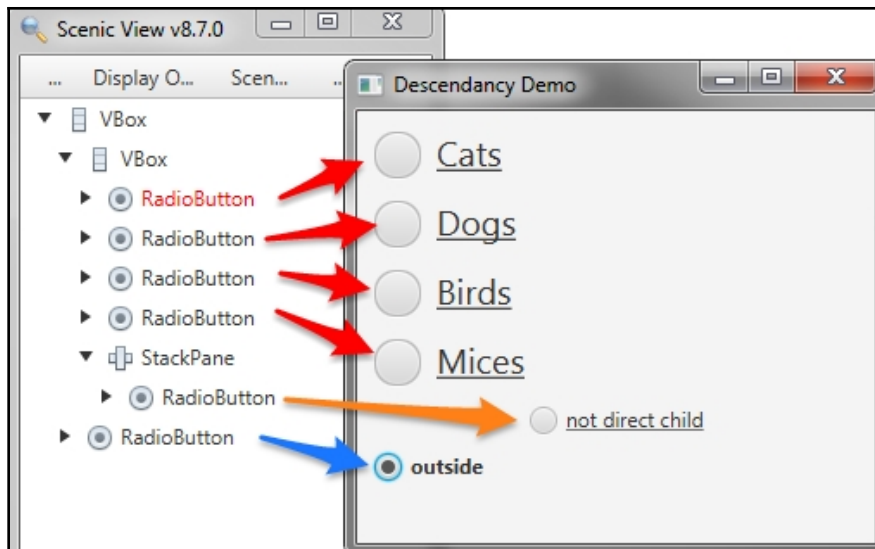 Scenic View v8.7.0
... Display O... Scen... ..
VBox
VBox
RadioButton
RadioButton
RadioButton
RadioButton
StackPane
RadioButton
RadioButton
Descendancy Demo
Cats
Dogs
Birds
Mices
not direct child
outside